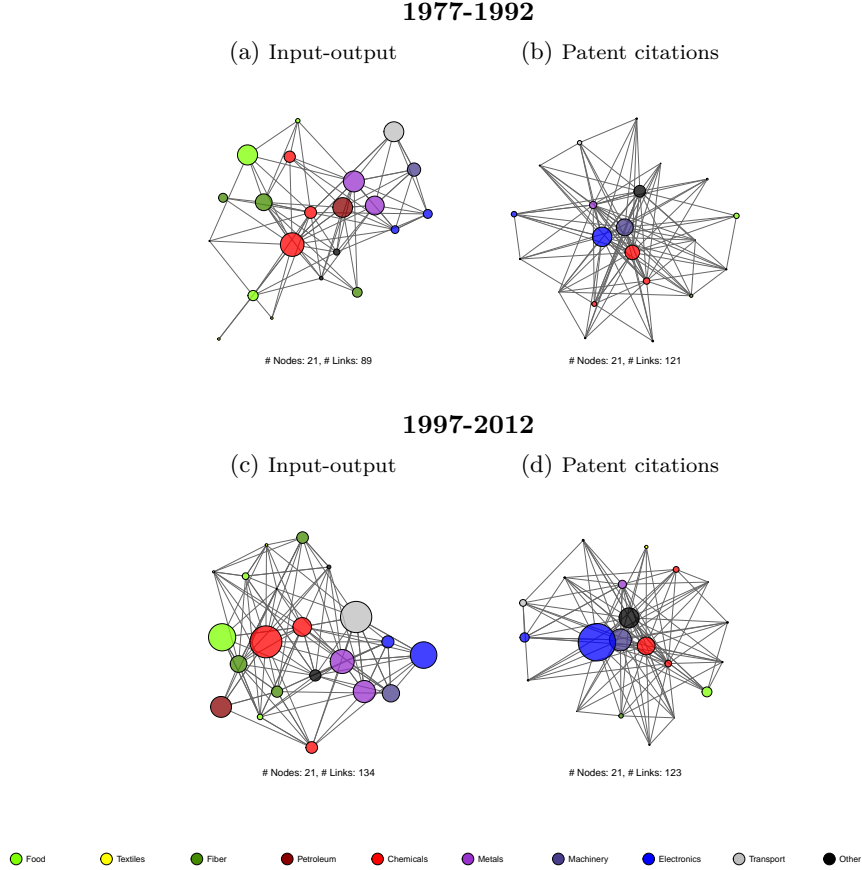 1977-1992
(a) Input-output
(b) Patent citations
# Nodes: 21, # Links: 89
# Nodes: 21, # Links: 121
1997-2012
(c) Input-output
(d) Patent citations
# Nodes: 21, # Links: 134
# Nodes: 21, # Links: 123
Food Textiles Fiber Petroleum Chemicals Metals Machinery Electronics Transport Other